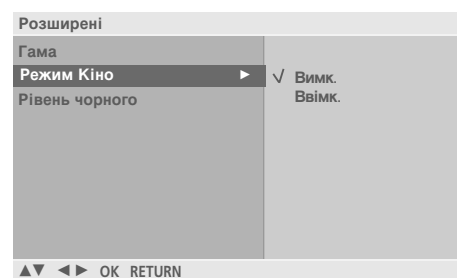 Розширені
Гама
Режим Кіно ►
Рівень чорного
√ Вимк.
Ввімк.
▲▼ ◄► OK RETURN